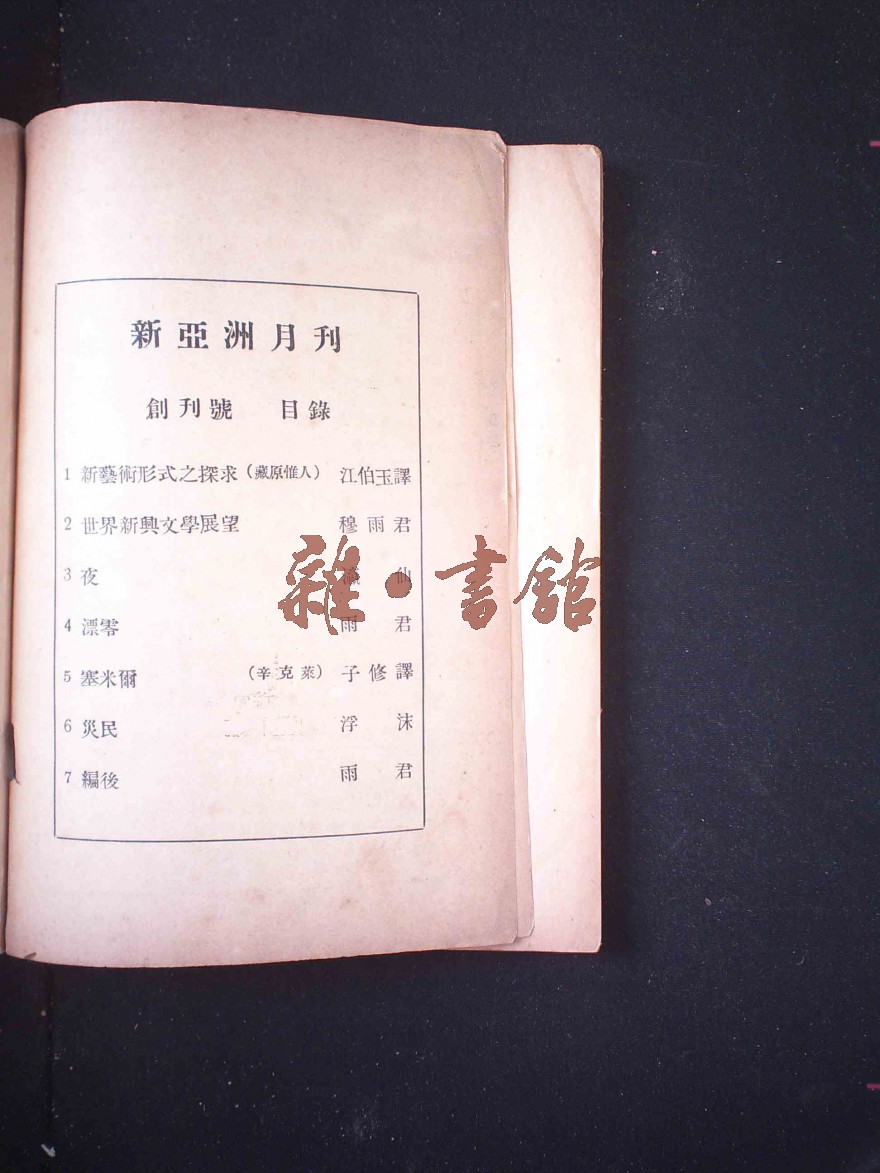 新亞洲月刊
創刊號 目錄
1 新藝術形式之探求(藏原惟人) 江伯玉譯
2 世界新興文學展望 穆雨君
3 夜 仙
4 漂零 雨君
5 塞米爾 (辛克萊) 子修譯
6 災民 浮沫
7 編後 雨君
雜·書館